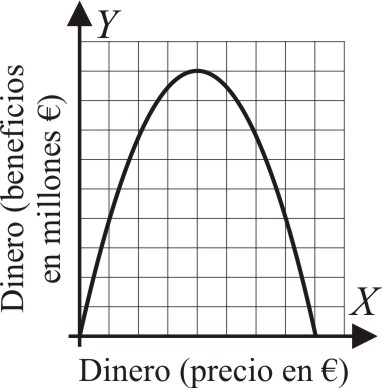 Y
Dinero (beneficios
en millones €)
X
Dinero (precio en €)